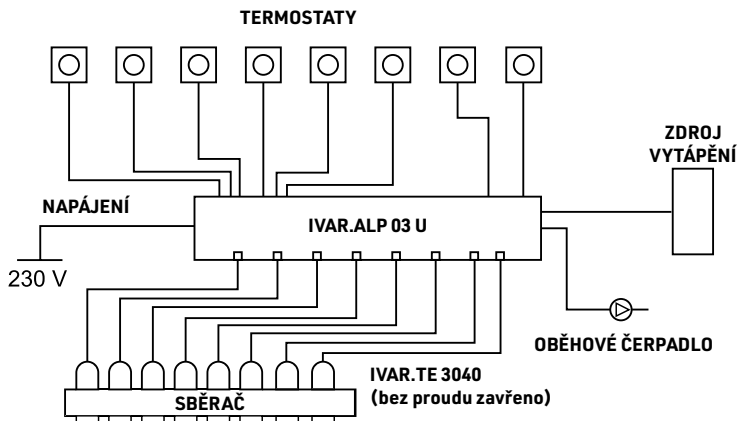 TERMOSTATY
ZDROJ
VYTÁPĚNÍ
NAPÁJENÍ
IVAR.ALP 03 U
230 V
OBĚHOVÉ ČERPADLO
IVAR.TE 3040
(bez proudu zavřeno)
SBĚRAČ